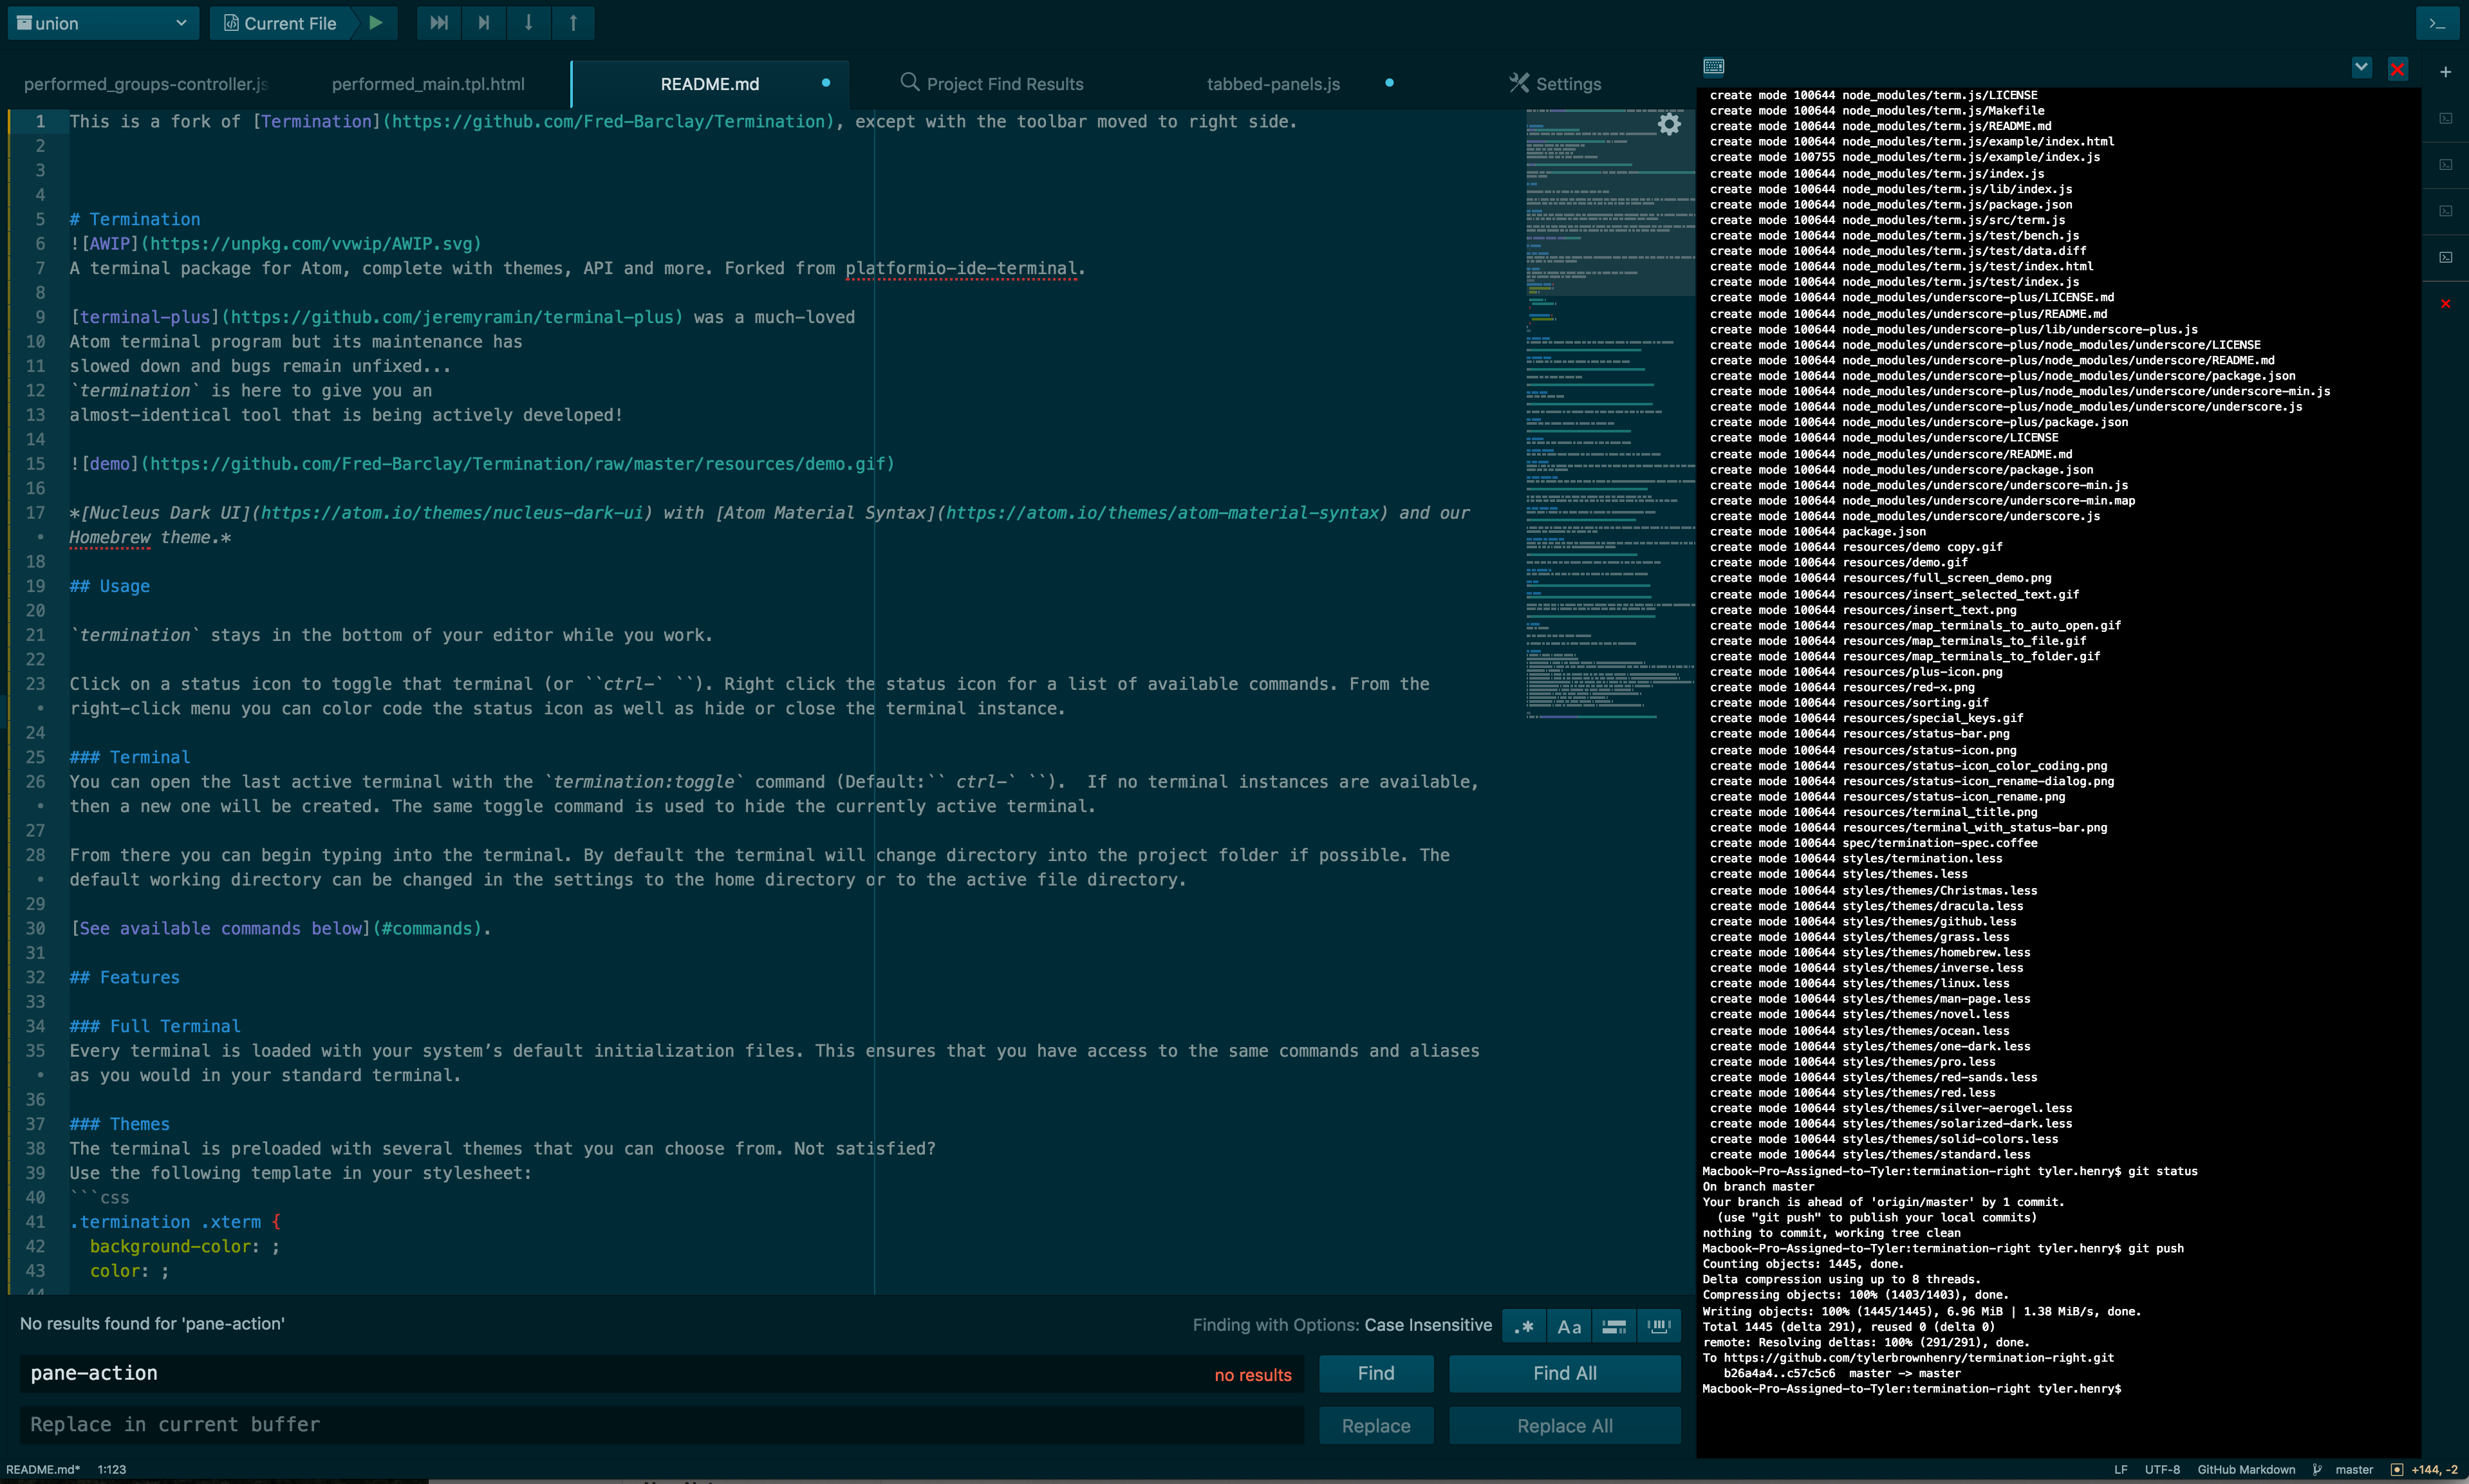 union
Current File
performed_groups-controller.js
performed_main.tpl.html
README.md
Project Find Results
tabbed-panels.js
Settings
1 This is a fork of [Termination](https://github.com/Fred-Barclay/Termination), except with the toolbar moved to right side.
2
3
4
5 # Termination
6 ![AWIP](https://unpkg.com/vvwip/AWIP.svg)
7 A terminal package for Atom, complete with themes, API and more. Forked from platformio-ide-terminal.
8
9 [terminal-plus](https://github.com/jeremyramin/terminal-plus) was a much-loved
10 Atom terminal program but its maintenance has
11 slowed down and bugs remain unfixed...
12 `termination` is here to give you an
13 almost-identical tool that is being actively developed!
14
15 ![demo](https://github.com/Fred-Barclay/Termination/raw/master/resources/demo.gif)
16
17 *[Nucleus Dark UI](https://atom.io/themes/nucleus-dark-ui) with [Atom Material Syntax](https://atom.io/themes/atom-material-syntax) and our
• Homebrew theme.*
18
19 ## Usage
20
21 `termination` stays in the bottom of your editor while you work.
22
23 Click on a status icon to toggle that terminal (or ``ctrl-` ``). Right click the status icon for a list of available commands. From the
• right-click menu you can color code the status icon as well as hide or close the terminal instance.
24
25 ### Terminal
26 You can open the last active terminal with the `termination:toggle` command (Default:`` ctrl-` ``).  If no terminal instances are available,
• then a new one will be created. The same toggle command is used to hide the currently active terminal.
27
28 From there you can begin typing into the terminal. By default the terminal will change directory into the project folder if possible. The
• default working directory can be changed in the settings to the home directory or to the active file directory.
29
30 [See available commands below](#commands).
31
32 ## Features
33
34 ### Full Terminal
35 Every terminal is loaded with your system’s default initialization files. This ensures that you have access to the same commands and aliases
• as you would in your standard terminal.
36
37 ### Themes
38 The terminal is preloaded with several themes that you can choose from. Not satisfied?
39 Use the following template in your stylesheet:
40 ```css
41 .termination .xterm {
42 background-color: ;
43 color: ;
44
No results found for 'pane-action'
Finding with Options: Case Insensitive
.* Aa
pane-action
no results
Find
Find All
Replace in current buffer
Replace
Replace All
create mode 100644 node_modules/term.js/LICENSE
create mode 100644 node_modules/term.js/Makefile
create mode 100644 node_modules/term.js/README.md
create mode 100644 node_modules/term.js/example/index.html
create mode 100755 node_modules/term.js/example/index.js
create mode 100644 node_modules/term.js/index.js
create mode 100644 node_modules/term.js/lib/index.js
create mode 100644 node_modules/term.js/package.json
create mode 100644 node_modules/term.js/src/term.js
create mode 100644 node_modules/term.js/test/bench.js
create mode 100644 node_modules/term.js/test/data.diff
create mode 100644 node_modules/term.js/test/index.html
create mode 100644 node_modules/term.js/test/index.js
create mode 100644 node_modules/underscore-plus/LICENSE.md
create mode 100644 node_modules/underscore-plus/README.md
create mode 100644 node_modules/underscore-plus/lib/underscore-plus.js
create mode 100644 node_modules/underscore-plus/node_modules/underscore/LICENSE
create mode 100644 node_modules/underscore-plus/node_modules/underscore/README.md
create mode 100644 node_modules/underscore-plus/node_modules/underscore/package.json
create mode 100644 node_modules/underscore-plus/node_modules/underscore/underscore-min.js
create mode 100644 node_modules/underscore-plus/node_modules/underscore/underscore.js
create mode 100644 node_modules/underscore-plus/package.json
create mode 100644 node_modules/underscore/LICENSE
create mode 100644 node_modules/underscore/README.md
create mode 100644 node_modules/underscore/package.json
create mode 100644 node_modules/underscore/underscore-min.js
create mode 100644 node_modules/underscore/underscore-min.map
create mode 100644 node_modules/underscore/underscore.js
create mode 100644 package.json
create mode 100644 resources/demo copy.gif
create mode 100644 resources/demo.gif
create mode 100644 resources/full_screen_demo.png
create mode 100644 resources/insert_selected_text.gif
create mode 100644 resources/insert_text.png
create mode 100644 resources/map_terminals_to_auto_open.gif
create mode 100644 resources/map_terminals_to_file.gif
create mode 100644 resources/map_terminals_to_folder.gif
create mode 100644 resources/plus-icon.png
create mode 100644 resources/red-x.png
create mode 100644 resources/sorting.gif
create mode 100644 resources/special_keys.gif
create mode 100644 resources/status-bar.png
create mode 100644 resources/status-icon.png
create mode 100644 resources/status-icon_color_coding.png
create mode 100644 resources/status-icon_rename-dialog.png
create mode 100644 resources/status-icon_rename.png
create mode 100644 resources/terminal_title.png
create mode 100644 resources/terminal_with_status-bar.png
create mode 100644 spec/termination-spec.coffee
create mode 100644 styles/termination.less
create mode 100644 styles/themes.less
create mode 100644 styles/themes/Christmas.less
create mode 100644 styles/themes/dracula.less
create mode 100644 styles/themes/github.less
create mode 100644 styles/themes/grass.less
create mode 100644 styles/themes/homebrew.less
create mode 100644 styles/themes/inverse.less
create mode 100644 styles/themes/linux.less
create mode 100644 styles/themes/man-page.less
create mode 100644 styles/themes/novel.less
create mode 100644 styles/themes/ocean.less
create mode 100644 styles/themes/one-dark.less
create mode 100644 styles/themes/pro.less
create mode 100644 styles/themes/red-sands.less
create mode 100644 styles/themes/red.less
create mode 100644 styles/themes/silver-aerogel.less
create mode 100644 styles/themes/solarized-dark.less
create mode 100644 styles/themes/solid-colors.less
create mode 100644 styles/themes/standard.less
Macbook-Pro-Assigned-to-Tyler:termination-right tyler.henry$ git status
On branch master
Your branch is ahead of 'origin/master' by 1 commit.
(use "git push" to publish your local commits)
nothing to commit, working tree clean
Macbook-Pro-Assigned-to-Tyler:termination-right tyler.henry$ git push
Counting objects: 1445, done.
Delta compression using up to 8 threads.
Compressing objects: 100% (1403/1403), done.
Writing objects: 100% (1445/1445), 6.96 MiB | 1.38 MiB/s, done.
Total 1445 (delta 291), reused 0 (delta 0)
remote: Resolving deltas: 100% (291/291), done.
To https://github.com/tylerbrownhenry/termination-right.git
b26a4a4..c57c5c6  master -> master
Macbook-Pro-Assigned-to-Tyler:termination-right tyler.henry$
README.md* 1:123
LF UTF-8 GitHub Markdown master +144, -2